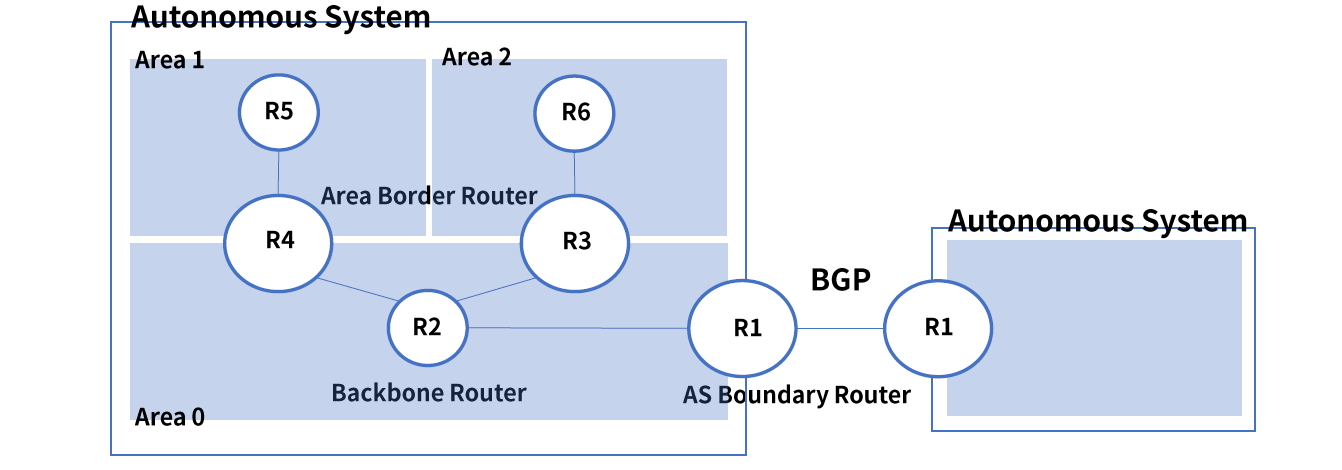 Autonomous System
Area 1
Area 2
R5
R6
Area Border Router
R4
R3
Autonomous System
BGP
R2
R1
R1
Backbone Router
AS Boundary Router
Area 0